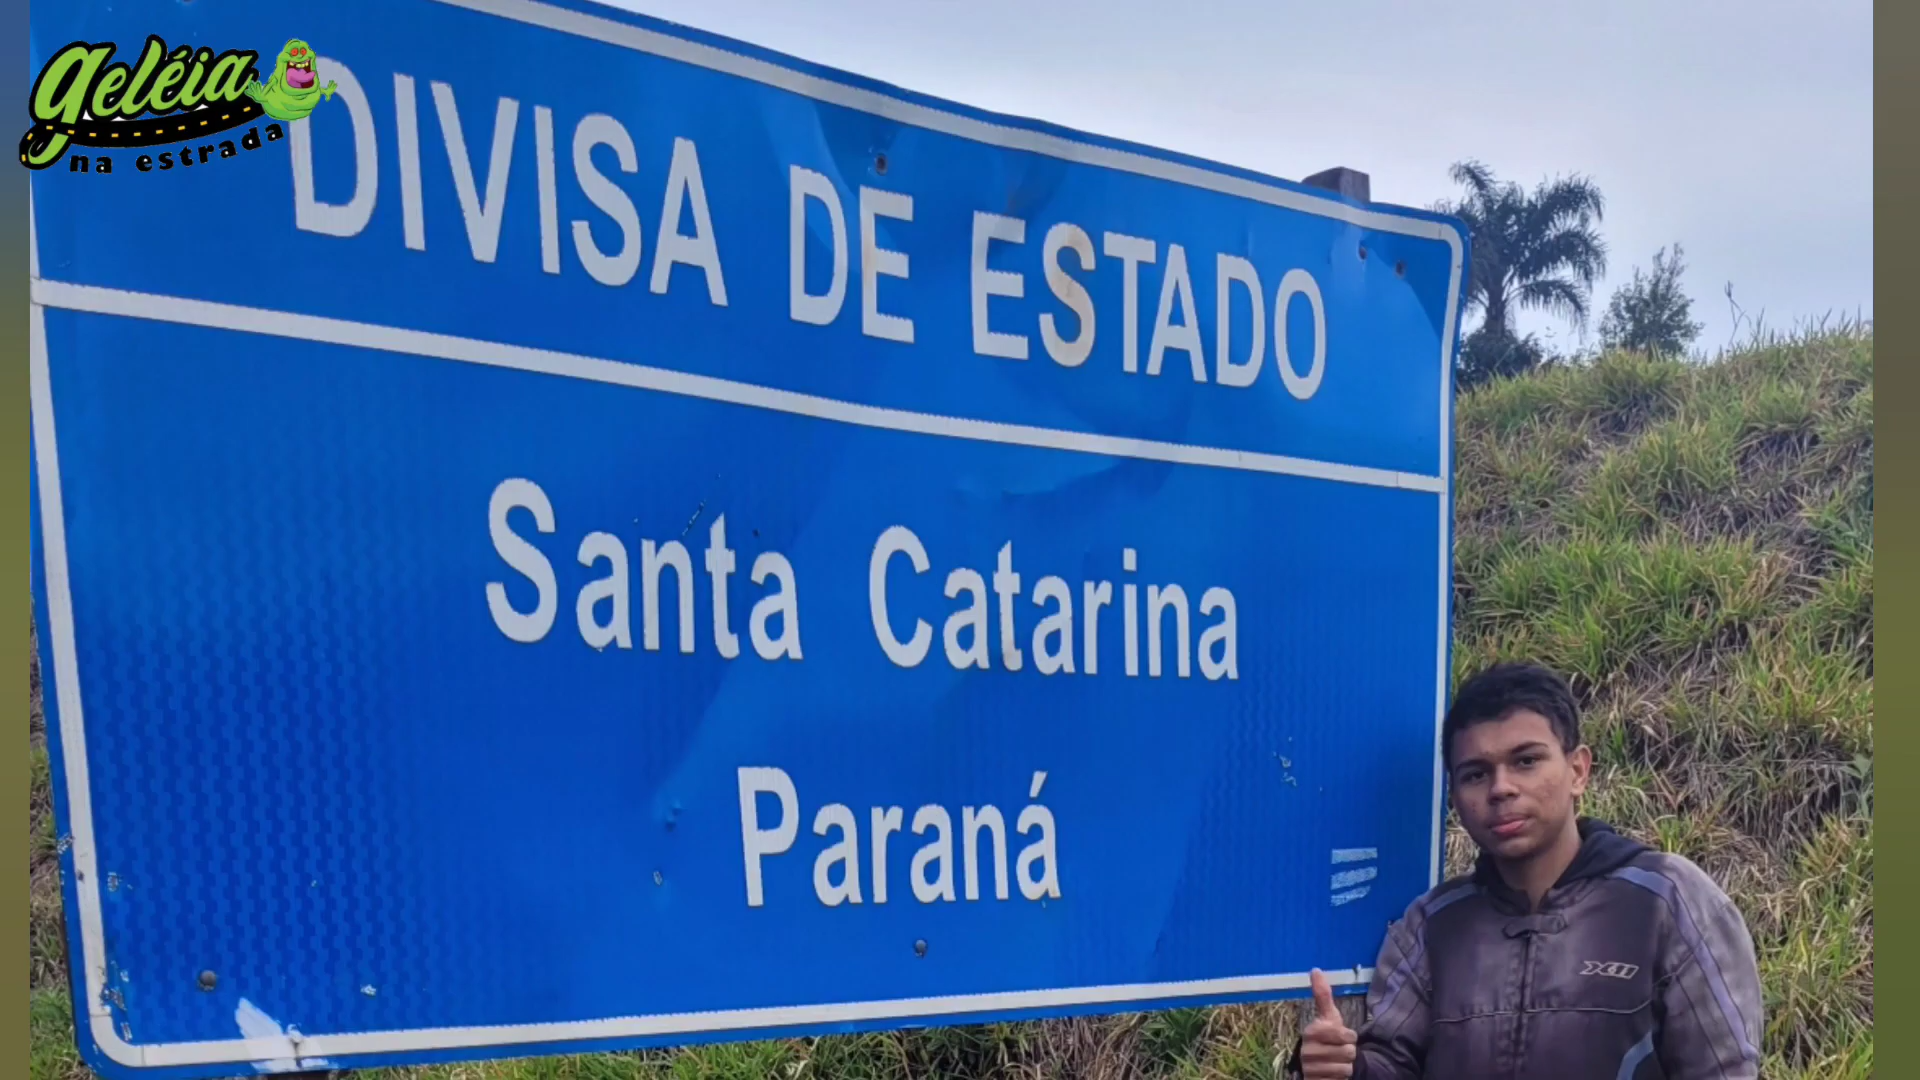 geléia
na estrada
DIVISA DE ESTADO
Santa Catarina
Paraná
X11